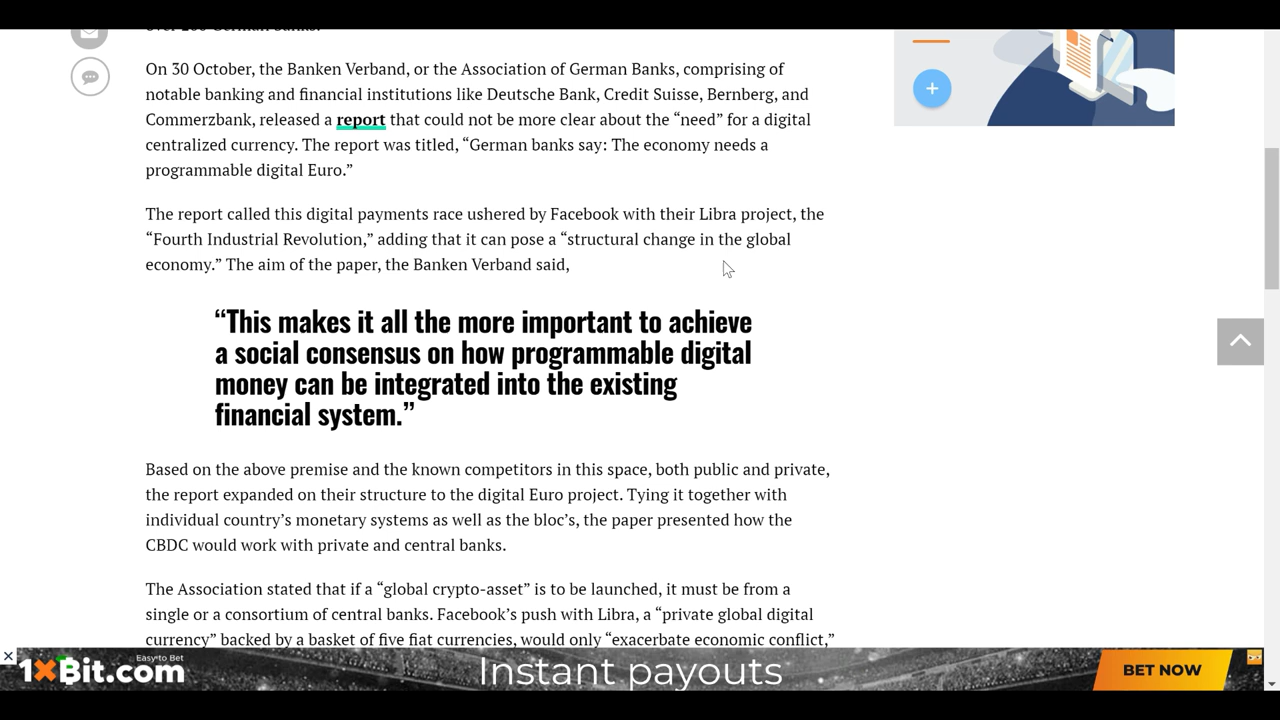 over 200 German banks.
On 30 October, the Banken Verband, or the Association of German Banks, comprising of
notable banking and financial institutions like Deutsche Bank, Credit Suisse, Bernberg, and
Commerzbank, released a report that could not be more clear about the “need” for a digital
centralized currency. The report was titled, “German banks say: The economy needs a
programmable digital Euro.”
The report called this digital payments race ushered by Facebook with their Libra project, the
“Fourth Industrial Revolution,” adding that it can pose a “structural change in the global
economy.” The aim of the paper, the Banken Verband said,
“This makes it all the more important to achieve
a social consensus on how programmable digital
money can be integrated into the existing
financial system.”
Based on the above premise and the known competitors in this space, both public and private,
the report expanded on their structure to the digital Euro project. Tying it together with
individual country’s monetary systems as well as the bloc’s, the paper presented how the
CBDC would work with private and central banks.
The Association stated that if a “global crypto-asset” is to be launched, it must be from a
single or a consortium of central banks. Facebook’s push with Libra, a “private global digital
currency” backed by a basket of five fiat currencies, would only “exacerbate economic conflict,”
Easy to Bet
1XBit.com
Instant payouts
BET NOW